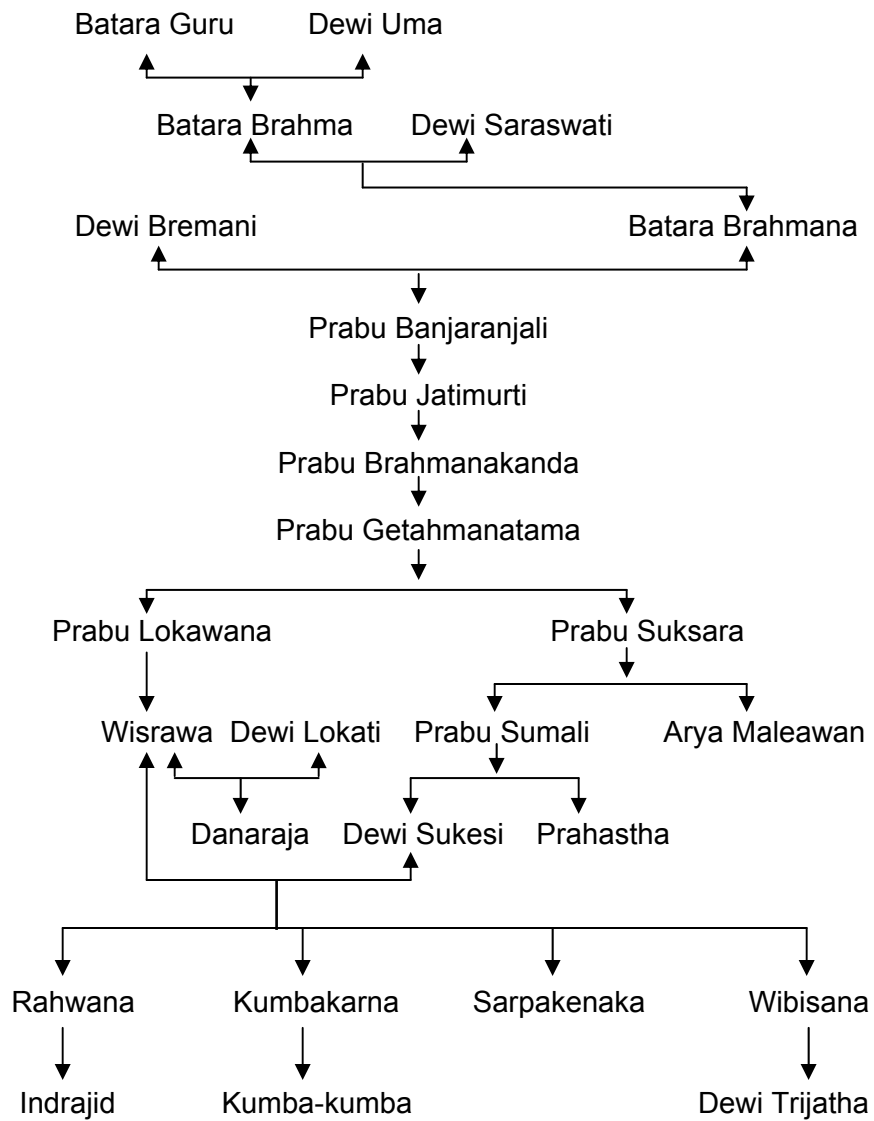 Batara Guru Dewi Uma
Batara Brahma Dewi Saraswati
Dewi Bremani Batara Brahmana
Prabu Banjaranjali
Prabu Jatimurti
Prabu Brahmanakanda
Prabu Getahmanatama
Prabu Lokawana Prabu Suksara
Wisrawa Dewi Lokati Prabu Sumali Arya Maleawan
Danaraja Dewi Sukesi Prahastha
Rahwana Kumbakarna Sarpakenaka Wibisana
Indrajid Kumba-kumba Dewi Trijatha